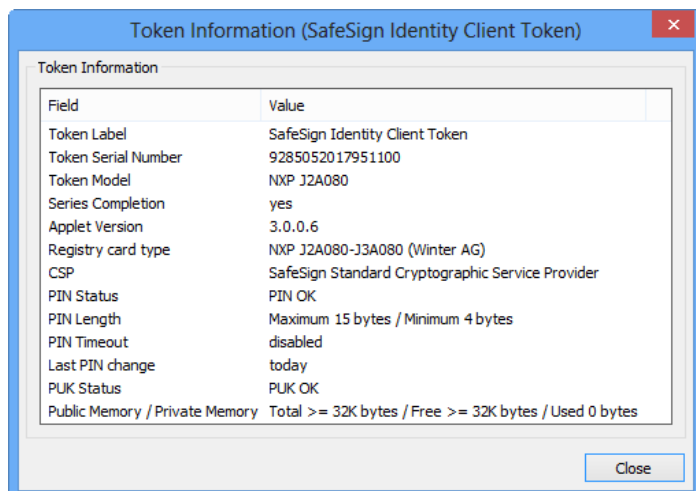 Token Information (SafeSign Identity Client Token)
Token Information
Field Value
Token Label SafeSign Identity Client Token
Token Serial Number 9285052017951100
Token Model NXP J2A080
Series Completion yes
Applet Version 3.0.0.6
Registry card type NXP J2A080-J3A080 (Winter AG)
CSP SafeSign Standard Cryptographic Service Provider
PIN Status PIN OK
PIN Length Maximum 15 bytes / Minimum 4 bytes
PIN Timeout disabled
Last PIN change today
PUK Status PUK OK
Public Memory / Private Memory Total >= 32K bytes / Free >= 32K bytes / Used 0 bytes
Close